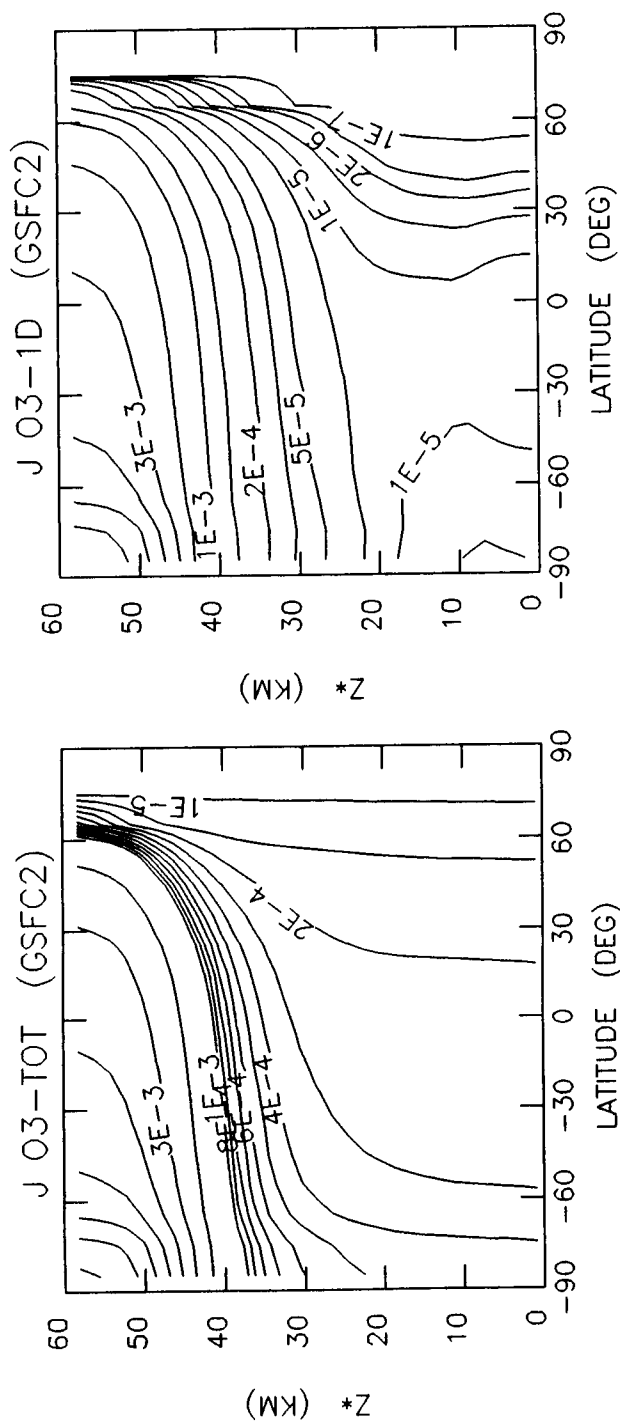 J O3-TOT (GSFC2)
60
50
40
30
20
10
0
Z* (KM)
3E-3
1E-3
8E-4
6E-4
4E-4
2E-4
1E-5
-90
-60
-30
0
30
60
90
LATITUDE (DEG)
J O3-1D (GSFC2)
60
50
40
30
20
10
0
Z* (KM)
3E-3
1E-3
2E-4
5E-5
1E-5
1E-5
2E-6
1E-7
-90
-60
-30
0
30
60
90
LATITUDE (DEG)